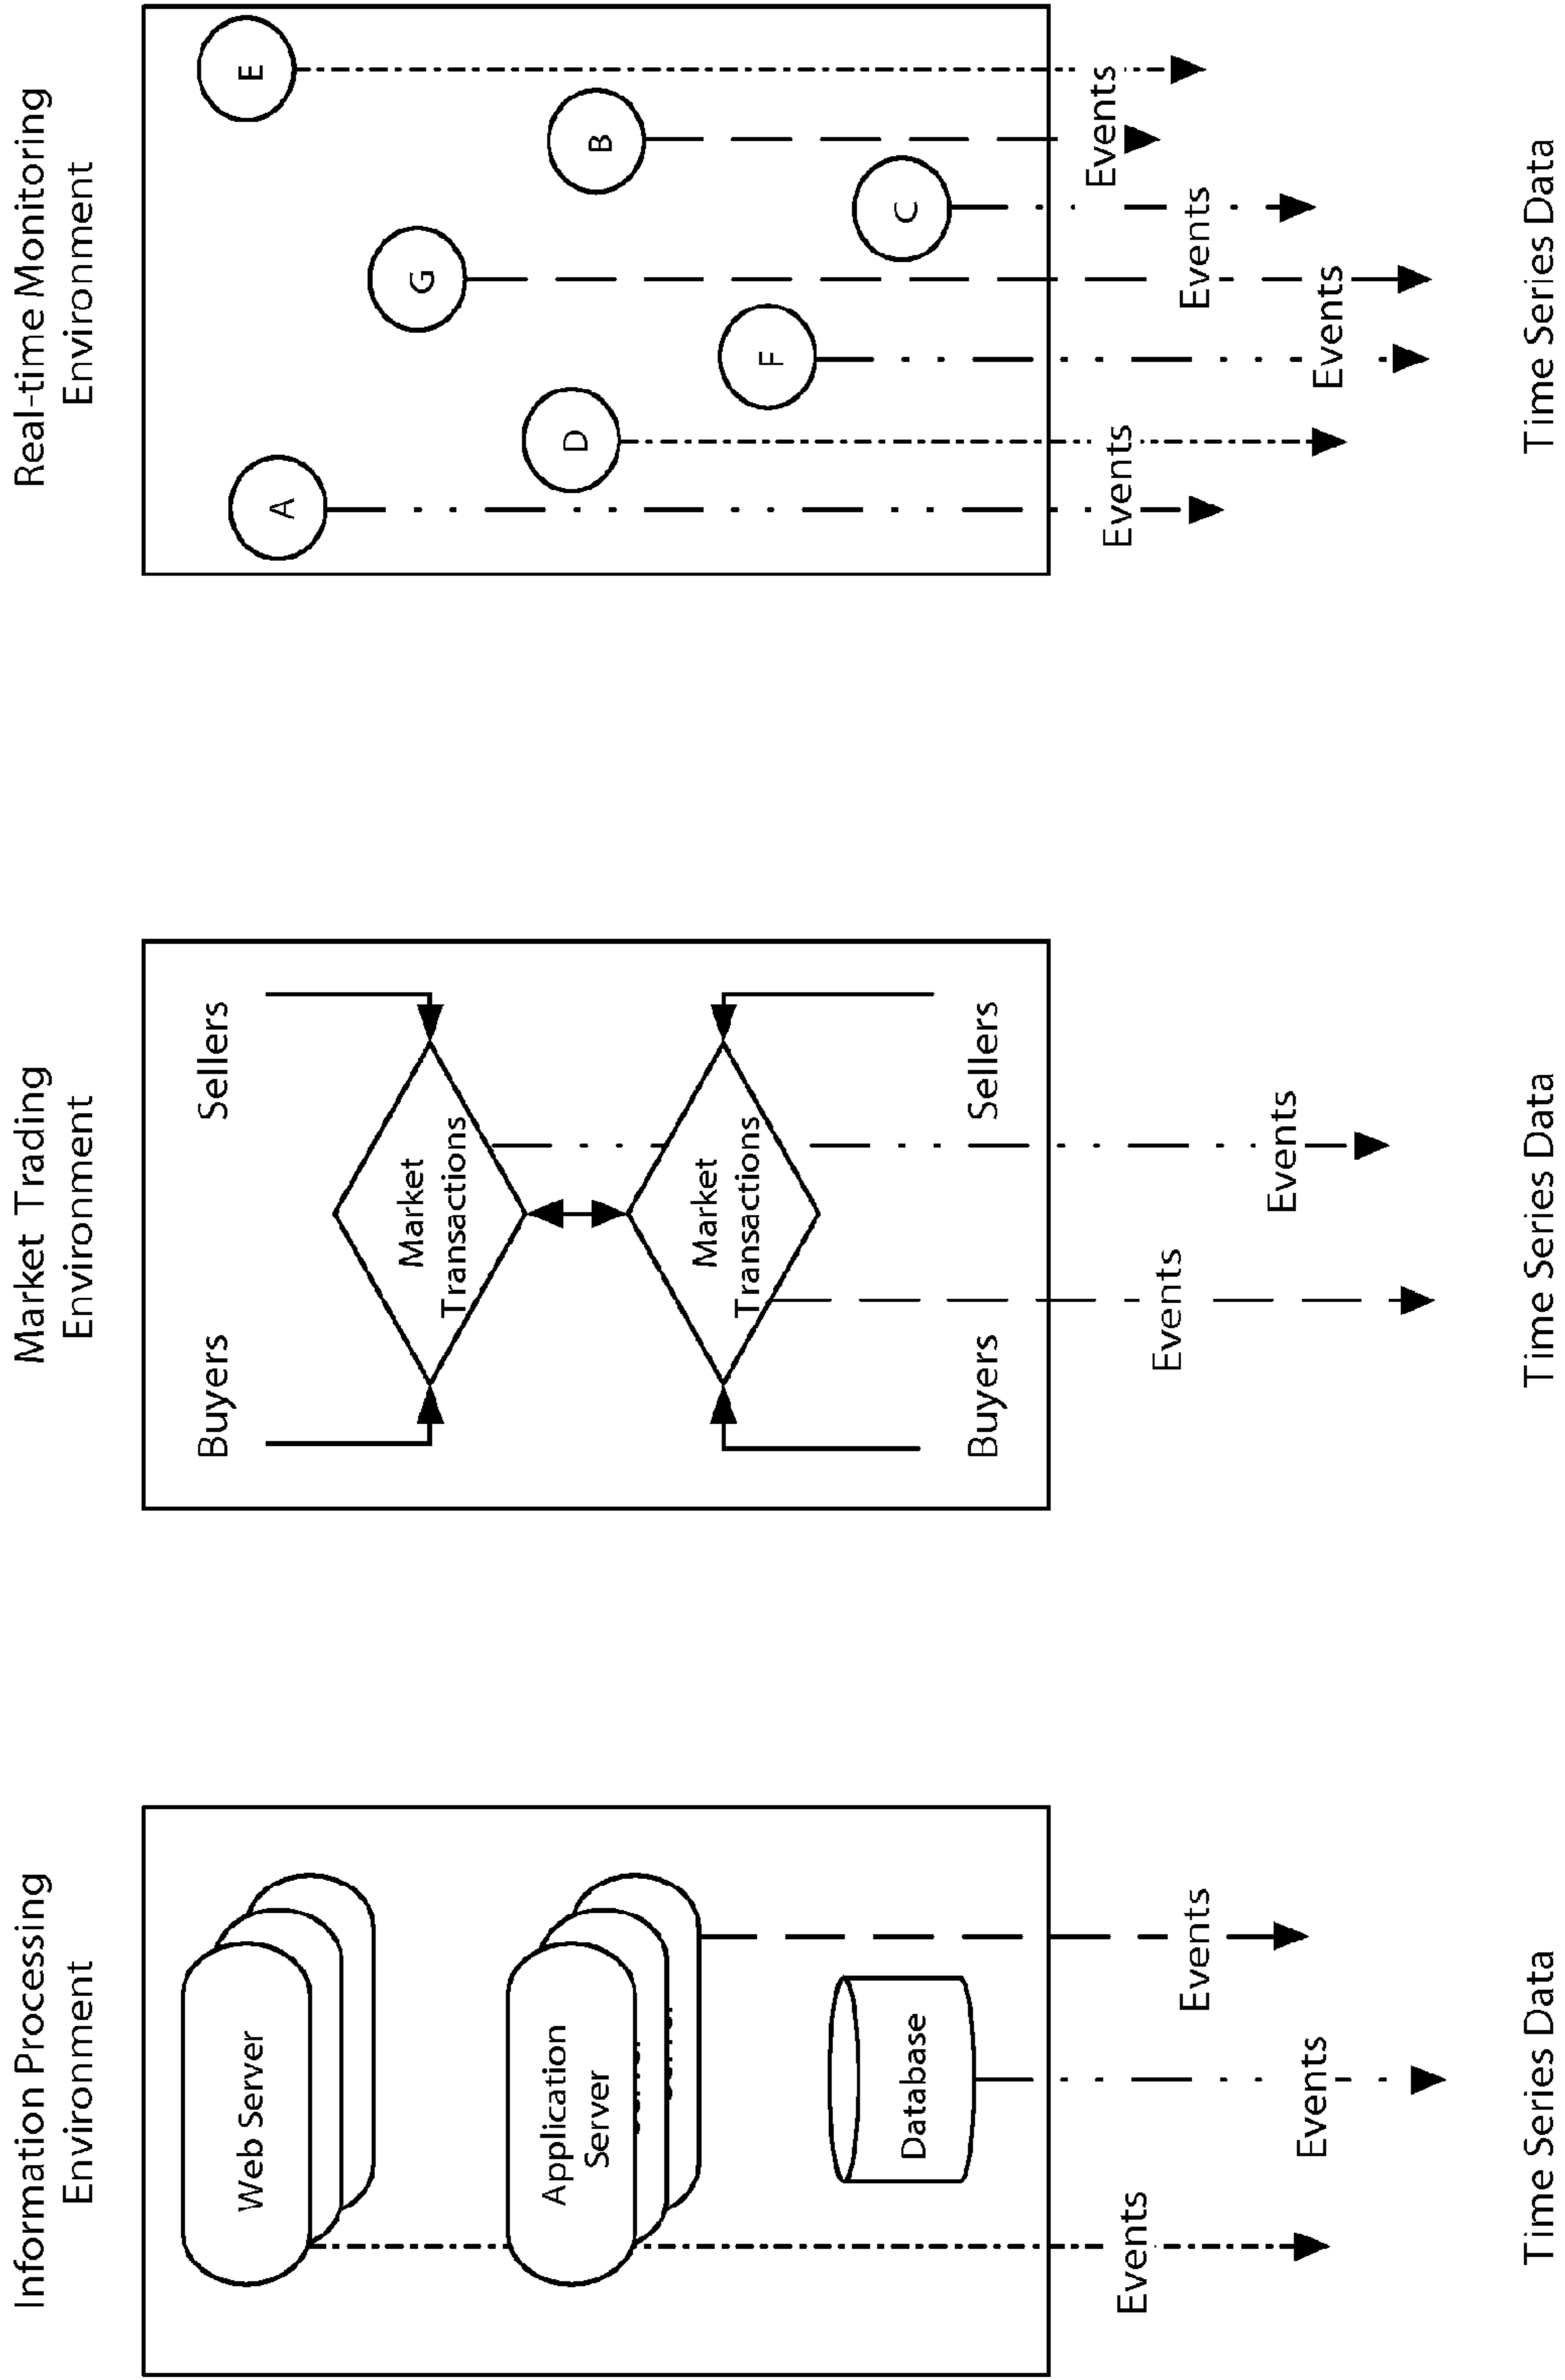 Information Processing
Environment
Web Server
Application
Server
Database
Events
Events
Events
Time Series Data
Market Trading
Environment
Buyers
Sellers
Market
Transactions
Market
Transactions
Buyers
Sellers
Events
Events
Time Series Data
Real-time Monitoring
Environment
A
D
F
G
C
B
E
Events
Events
Events
Events
Time Series Data